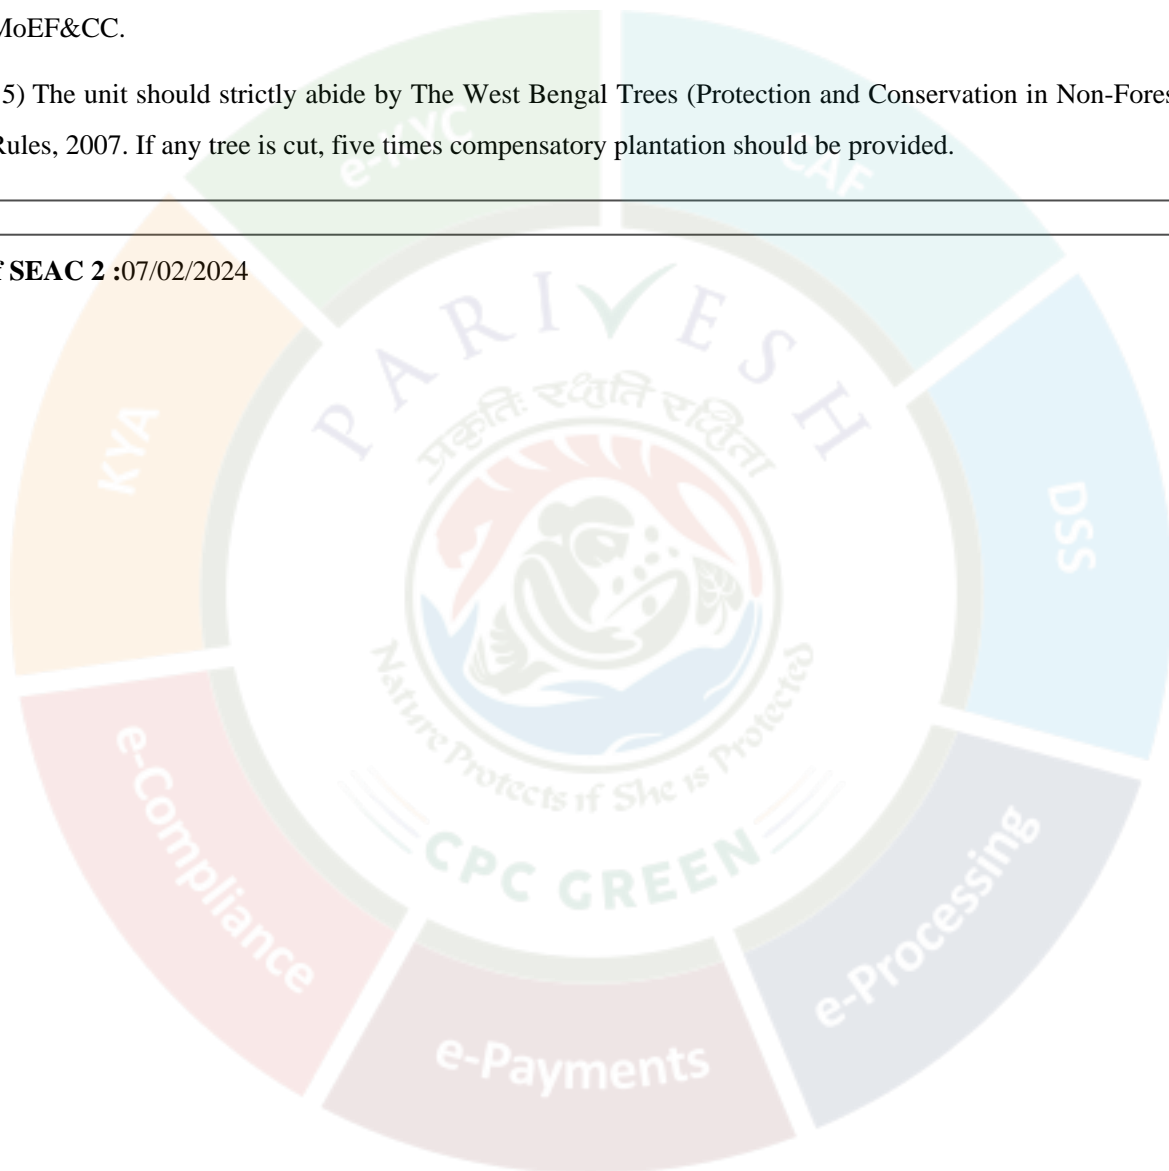 MoEF&CC.
5) The unit should strictly abide by The West Bengal Trees (Protection and Conservation in Non-Fores
Rules, 2007. If any tree is cut, five times compensatory plantation should be provided.
f SEAC 2 :07/02/2024
e-KYC
CAF
PARIVESH
प्रकृतिः रक्षति रक्षिता
KYA
DSS
Nature Protects if She is Protected
e-Compliance
CPC GREEN
e-Processing
e-Payments